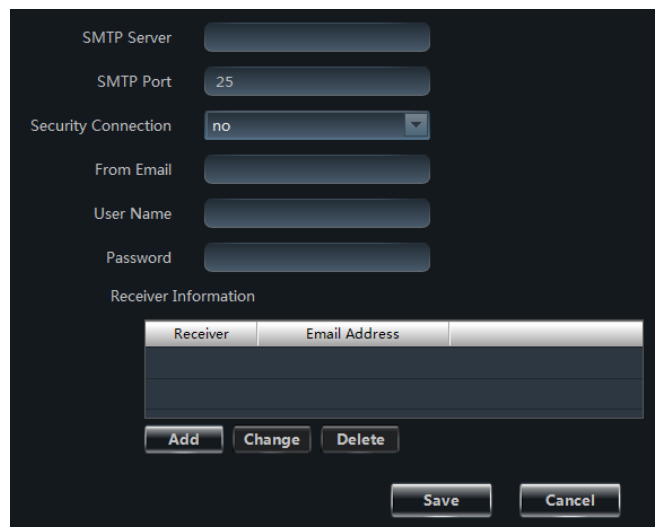 SMTP Server
SMTP Port 25
Security Connection no
From Email
User Name
Password
Receiver Information
Receiver Email Address
Add Change Delete
Save Cancel